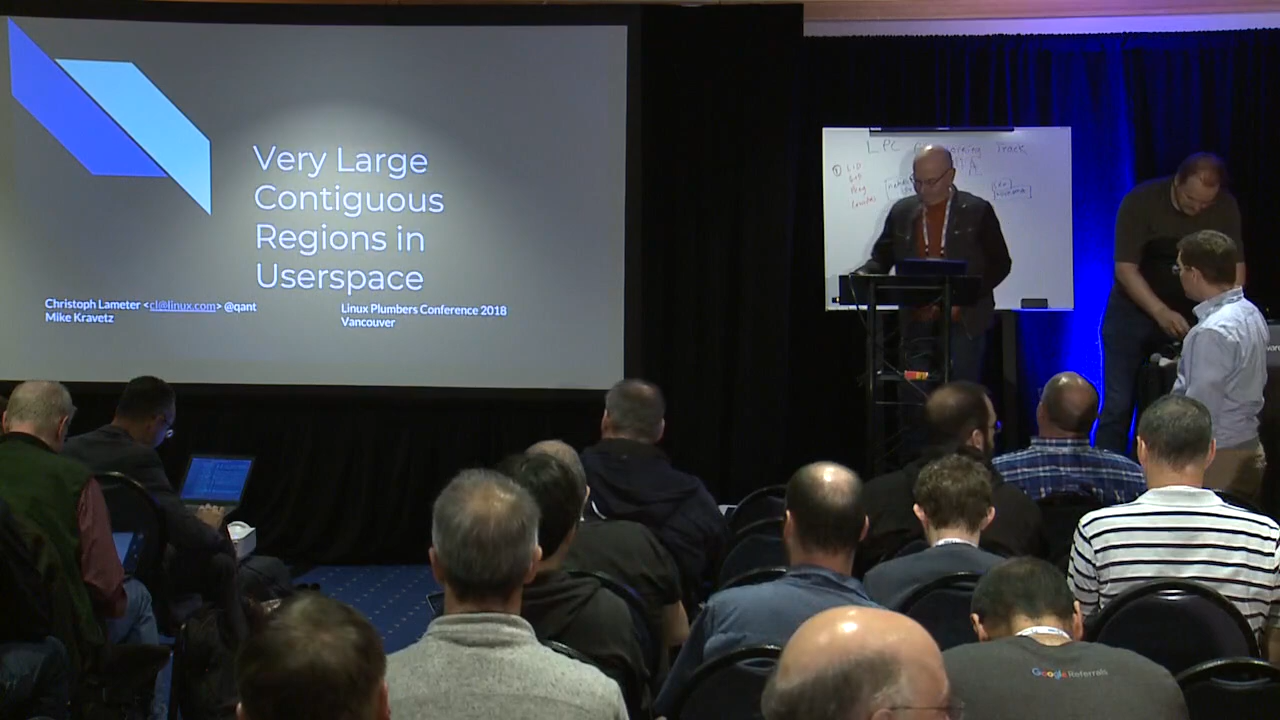 Very Large
Contiguous
Regions in
Userspace
Christoph Lameter <cl@linux.com> @qant
Mike Kravetz
Linux Plumbers Conference 2018
Vancouver
LPC
Track
Google Referrals